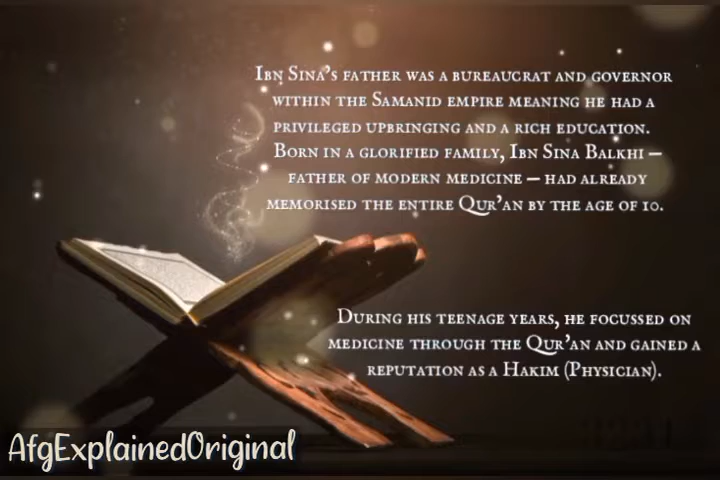 Ibn Sina's father was a bureaucrat and governor
within the Samanid empire meaning he had a
privileged upbringing and a rich education.
Born in a glorified family, Ibn Sina Balkhi –
father of modern medicine – had already
memorised the entire Qur'an by the age of 10.
During his teenage years, he focussed on
medicine through the Qur'an and gained a
reputation as a Hakim (Physician).
AfgExplainedOriginal